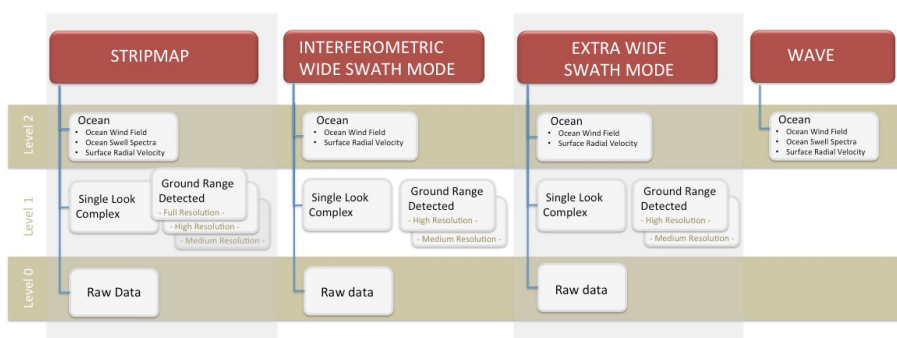 STRIPMAP
INTERFEROMETRIC
WIDE SWATH MODE
EXTRA WIDE
SWATH MODE
WAVE
Level 2
Ocean
• Ocean Wind Field
• Ocean Swell Spectra
• Surface Radial Velocity
Ocean
• Ocean Wind Field
• Surface Radial Velocity
Ocean
• Ocean Wind Field
• Surface Radial Velocity
Ocean
• Ocean Wind Field
• Ocean Swell Spectra
• Surface Radial Velocity
Level 1
Single Look
Complex
Ground Range
Detected
- Full Resolution -
- High Resolution -
- Medium Resolution -
Single Look
Complex
Ground Range
Detected
- High Resolution -
- Medium Resolution -
Single Look
Complex
Ground Range
Detected
- High Resolution -
- Medium Resolution -
Level 0
Raw Data
Raw data
Raw data